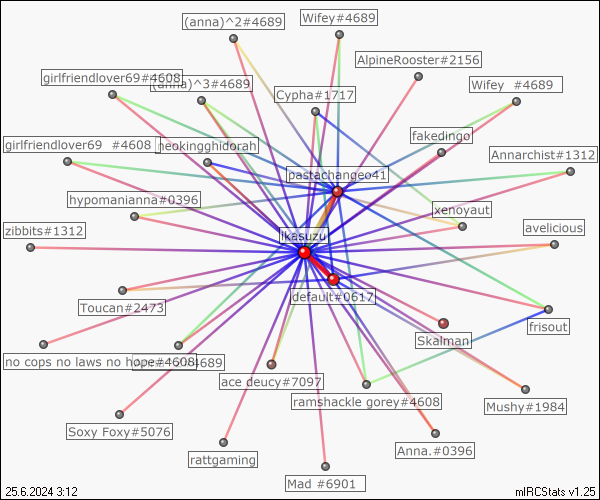 (anna)^2#4689
Wifey#4689
AlpineRooster#2156
girlfriendlover69#4608
(anna)^3#4689
Cypha#1717
Wifey  #4689
fakedingo
girlfriendlover69  #4608
neokingghidorah
Annarchist#1312
pastachangeo41
hypomanianna#0396
xenoyaut
zibbits#1312
ikasuzu
avelicious
default#0617
Toucan#2473
frisout
Skalman
no cops no laws no hope#4608
#4689
ace deucy#7097
ramshackle gorey#4608
Mushy#1984
Soxy Foxy#5076
rattgaming
Anna.#0396
Mad #6901
25.6.2024 3:12
mIRCStats v1.25